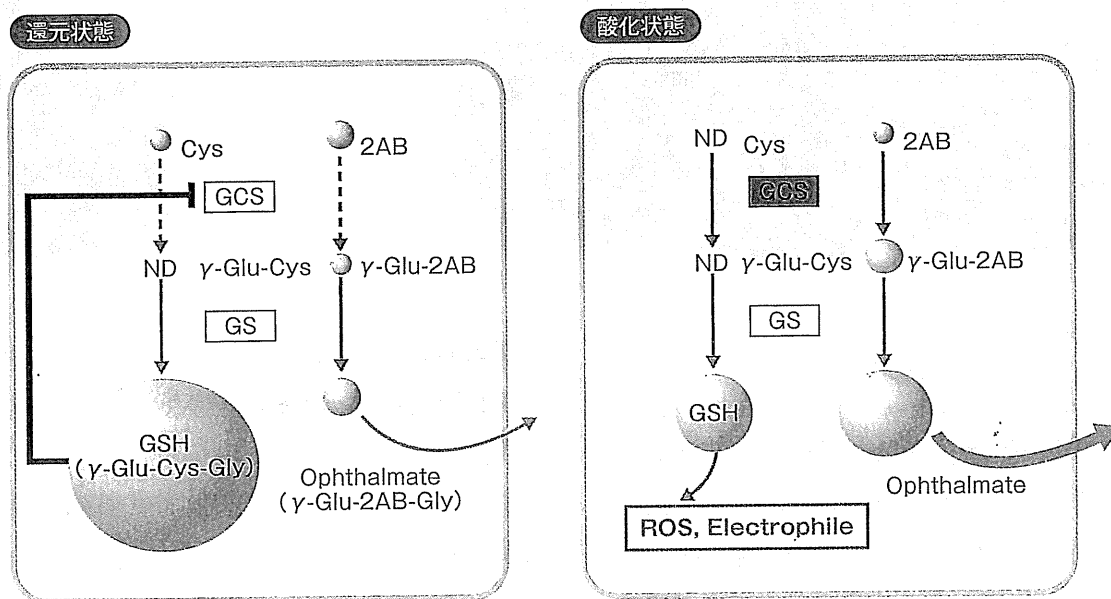 還元状態
Cys
2AB
GCS
ND γ-Glu-Cys
γ-Glu-2AB
GS
GSH
(γ-Glu-Cys-Gly)
Ophthalmate
(γ-Glu-2AB-Gly)
酸化状態
ND Cys
2AB
GCS
ND γ-Glu-Cys
γ-Glu-2AB
GS
GSH
Ophthalmate
ROS, Electrophile